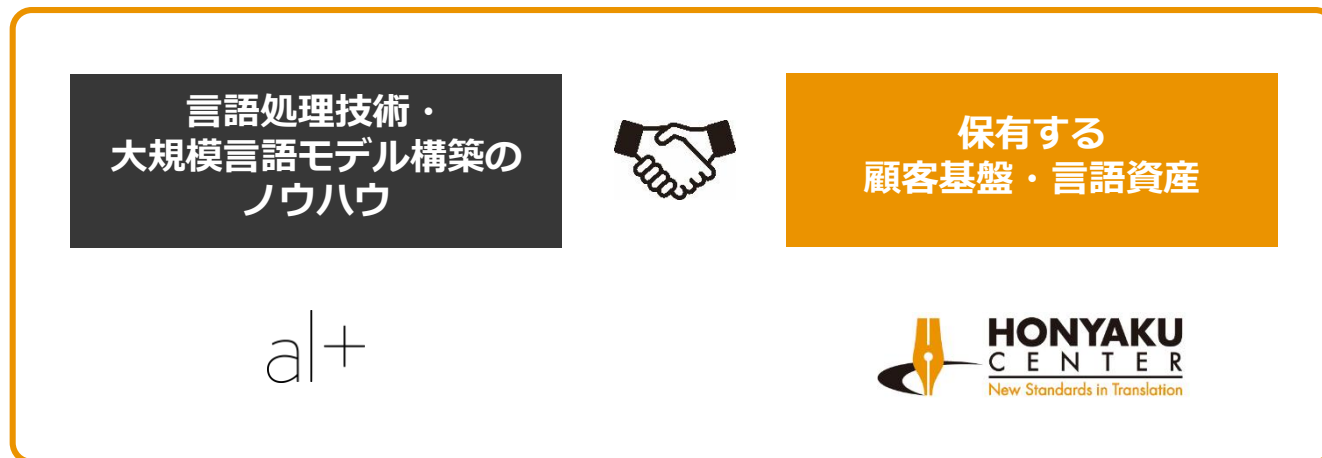 言語処理技術・
大規模言語モデル構築の
ノウハウ
保有する
顧客基盤・言語資産
al+
HONYAKU
CENTER
New Standards in Translation